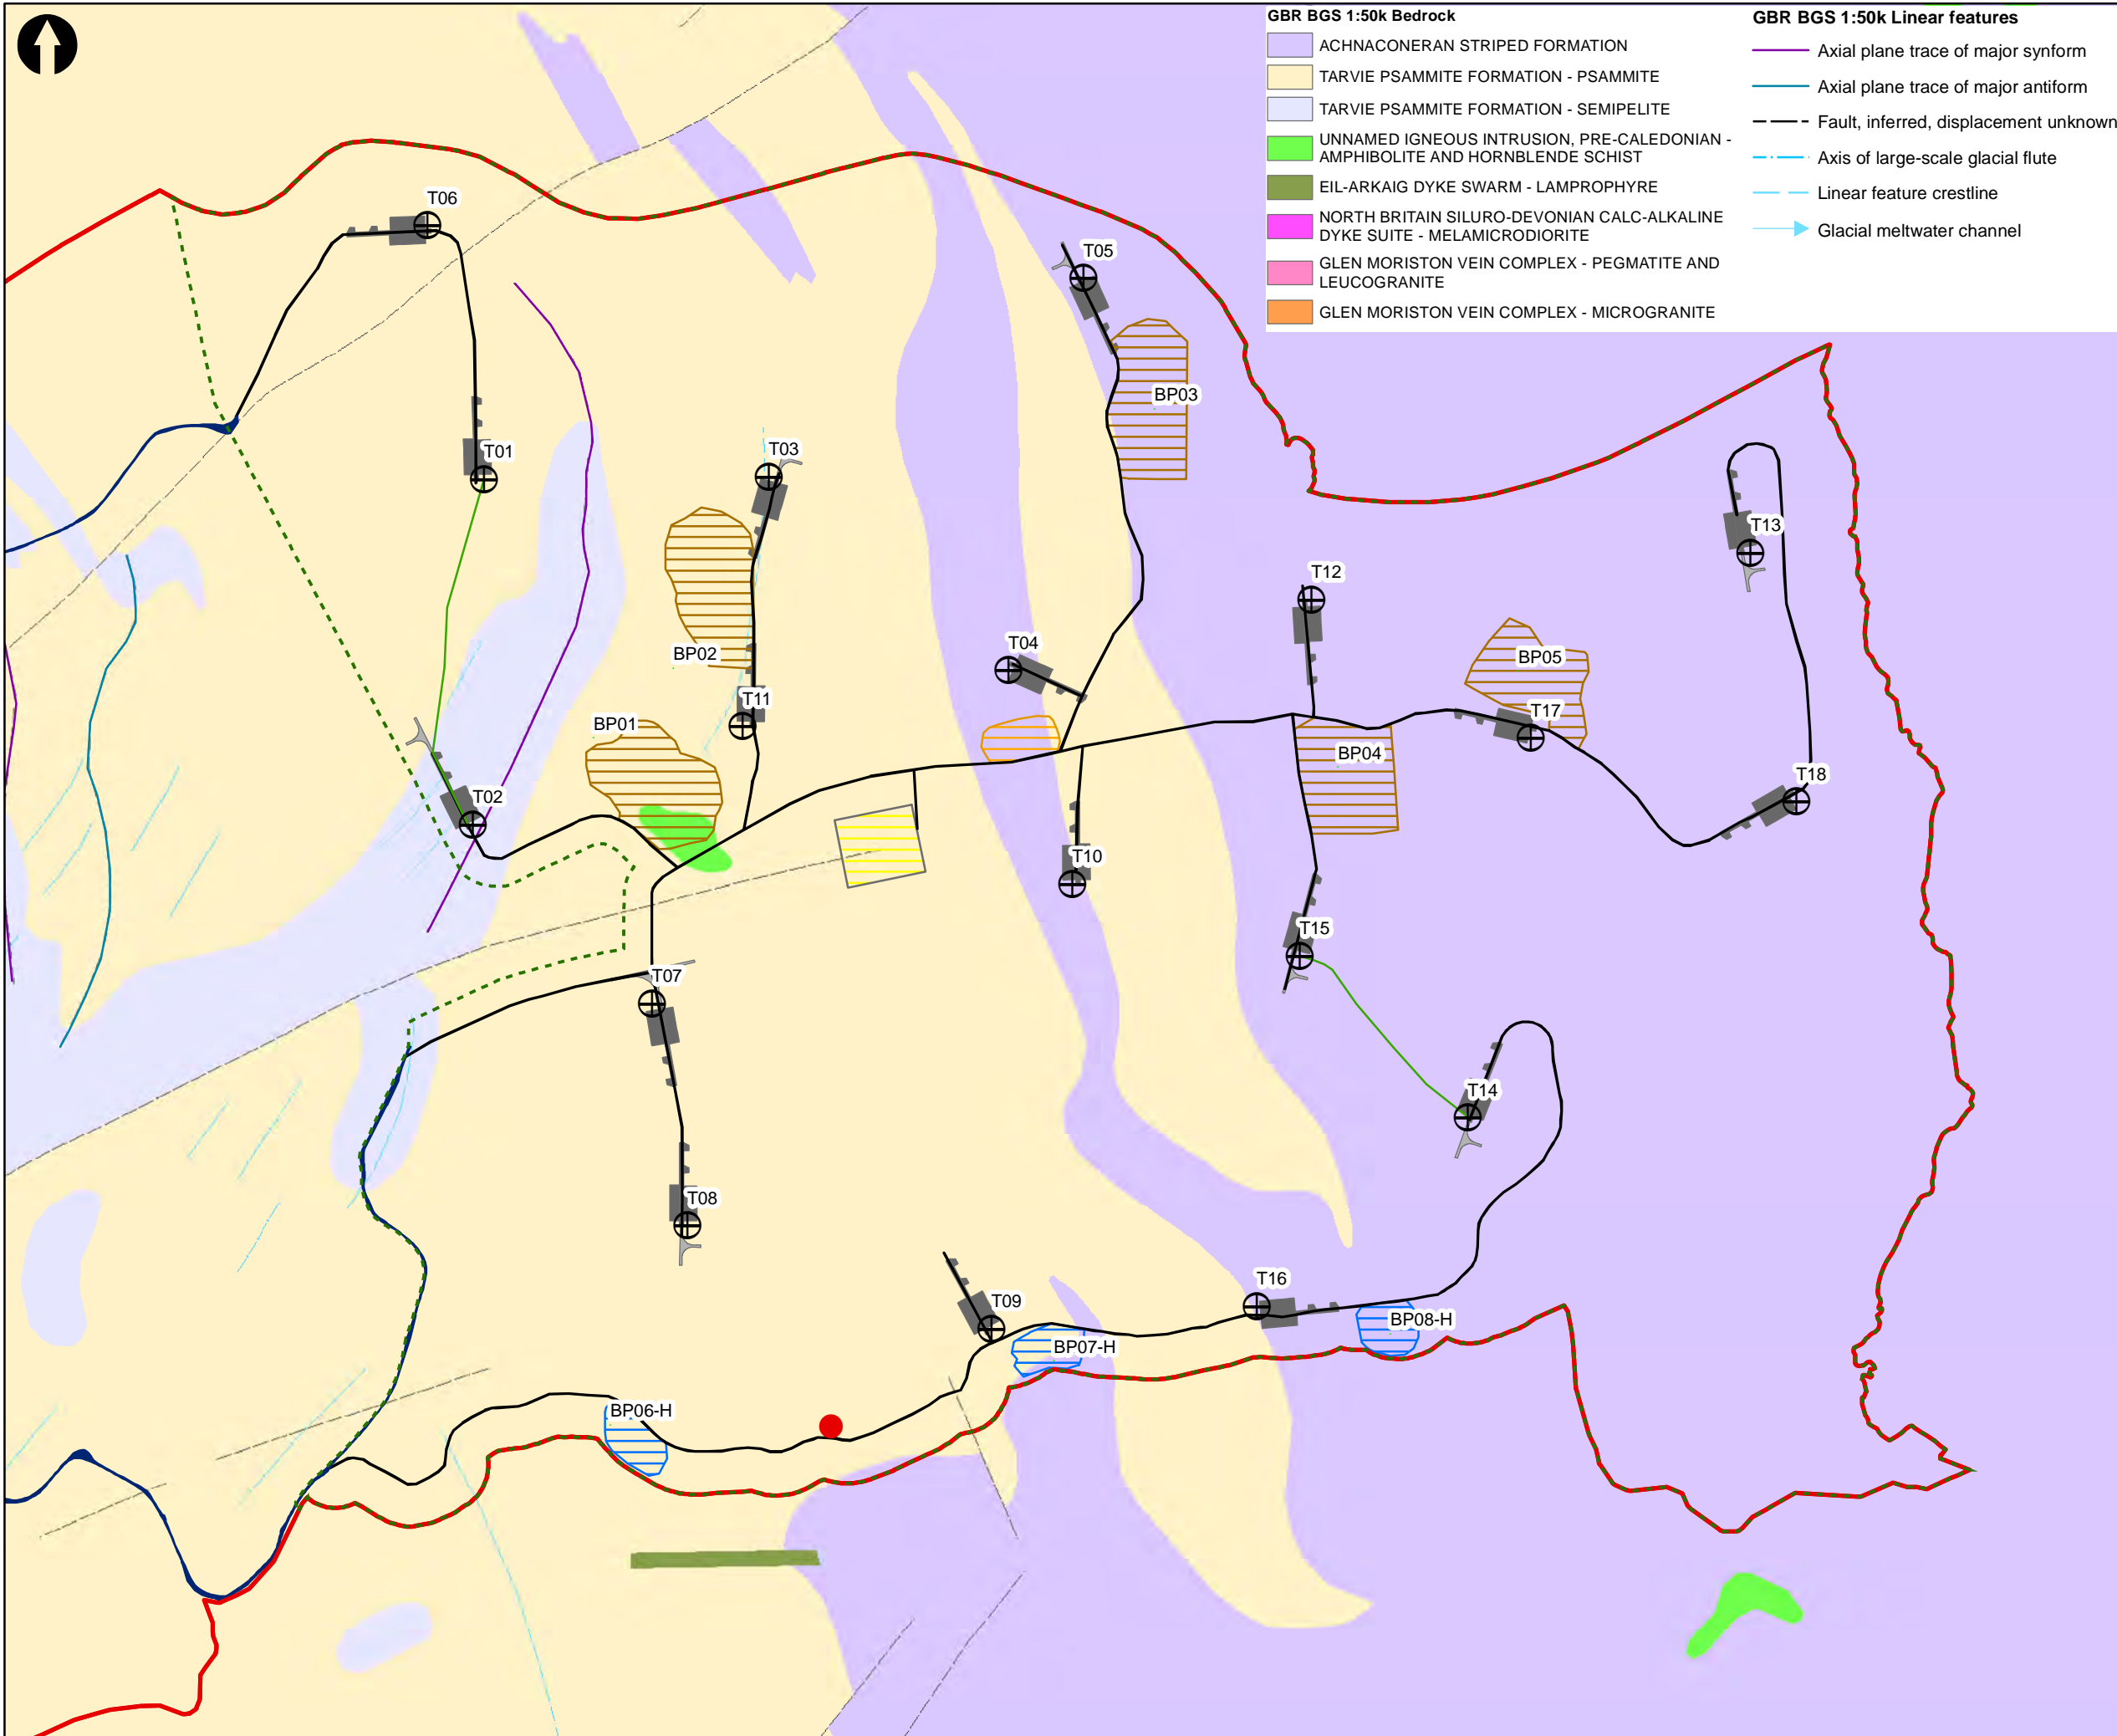 GBR BGS 1:50k Bedrock
ACHNACONERAN STRIPED FORMATION
TARVIE PSAMMITE FORMATION - PSAMMITE
TARVIE PSAMMITE FORMATION - SEMIPELITE
UNNAMED IGNEOUS INTRUSION, PRE-CALEDONIAN -
AMPHIBOLITE AND HORNBLENDE SCHIST
EIL-ARKAIG DYKE SWARM - LAMPROPHYRE
NORTH BRITAIN SILURO-DEVONIAN CALC-ALKALINE
DYKE SUITE - MELAMICRODIORITE
GLEN MORISTON VEIN COMPLEX - PEGMATITE AND
LEUCOGRANITE
GLEN MORISTON VEIN COMPLEX - MICROGRANITE
GBR BGS 1:50k Linear features
Axial plane trace of major synform
Axial plane trace of major antiform
Fault, inferred, displacement unknown
Axis of large-scale glacial flute
Linear feature crestline
Glacial meltwater channel
T06
T05
BP03
T01
T03
T13
T12
T04
BP02
BP05
T11
BP01
T17
BP04
T18
T02
T10
T15
T07
T14
T08
T16
T09
BP08-H
BP07-H
BP06-H